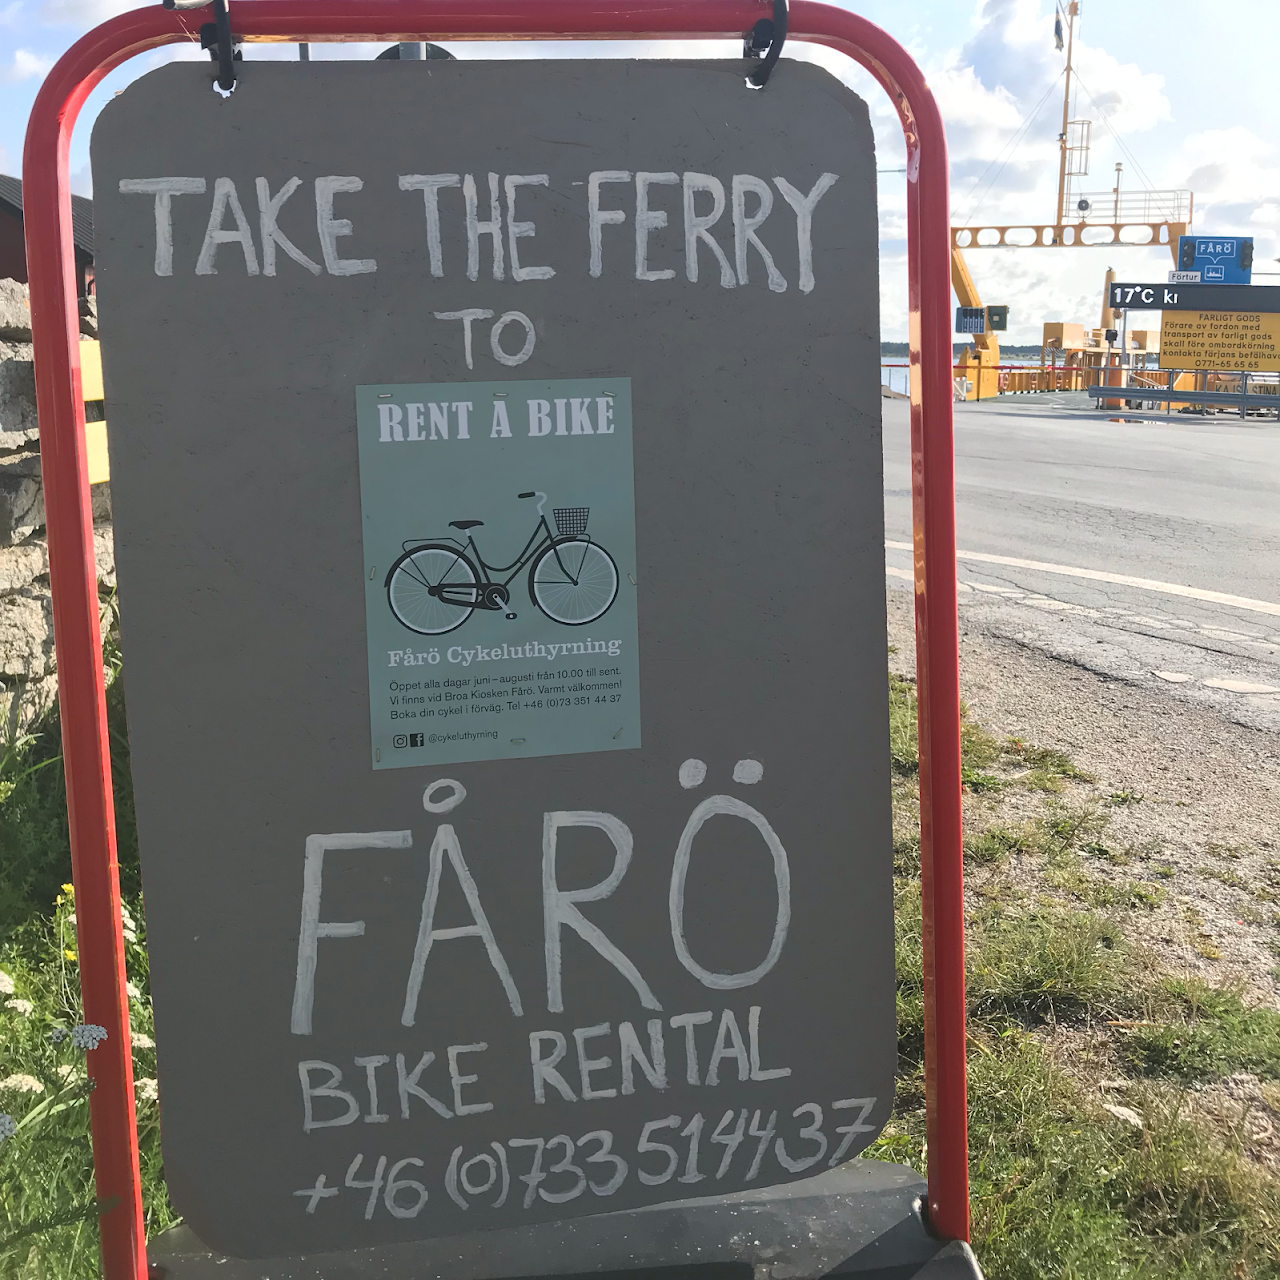 TAKE THE FERRY
TO
RENT A BIKE
Fårö Cykeluthyrning
Öppet alla dagar juni–augusti från 10.00 till sent.
Vi finns vid Broa Kiosken Fårö. Varmt välkommen!
Boka din cykel i förväg. Tel +46 (0)73 351 44 37
@cykeluthyrning
FÅRÖ
BIKE RENTAL
+46 (0)733 514437
FÅRÖ
Förtur
17°C kl
FARLIGT GODS
Förare av fordon med
transport av farligt gods
skall före ombordkörning
kontakta färjans befälhava
0771-65 65 65